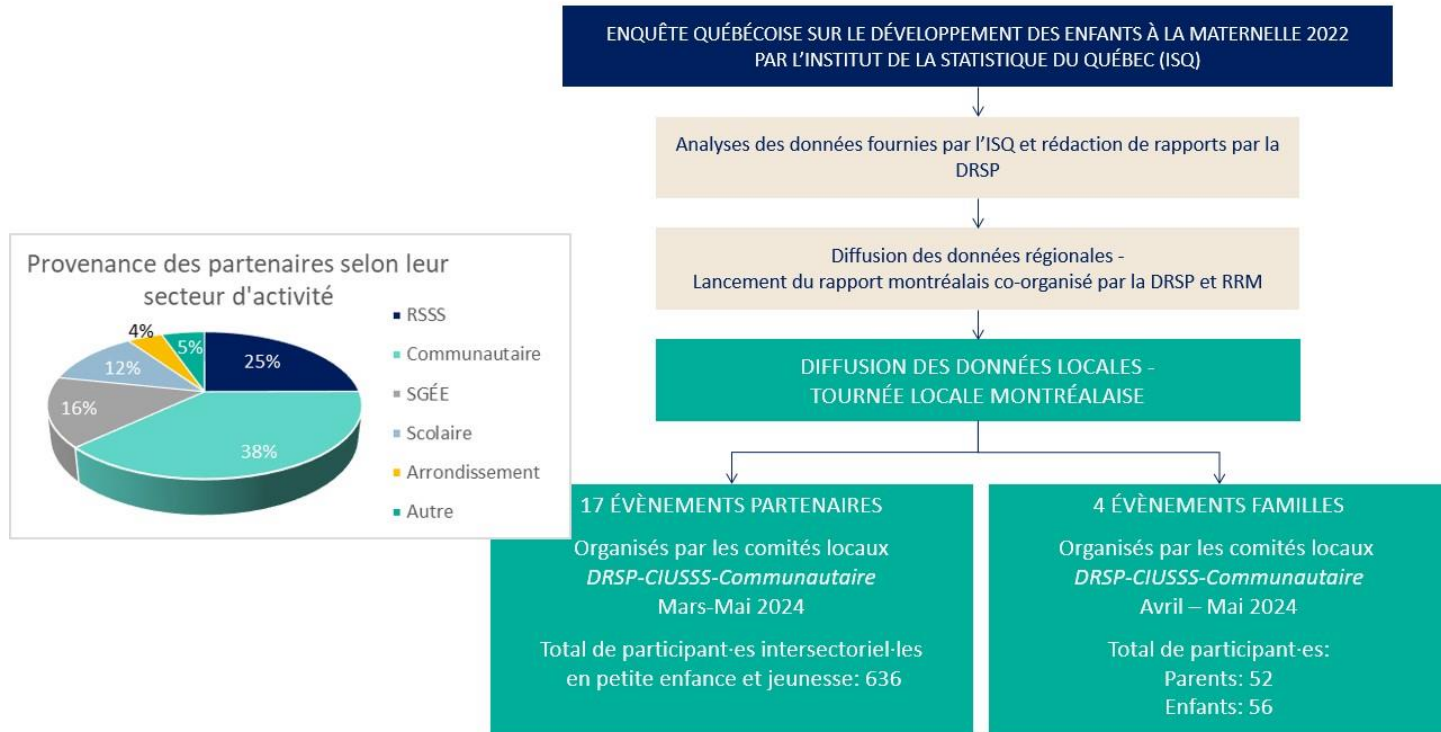 ENQUÊTE QUÉBÉCOISE SUR LE DÉVELOPPEMENT DES ENFANTS À LA MATERNELLE 2022
PAR L'INSTITUT DE LA STATISTIQUE DU QUÉBEC (ISQ)
Analyses des données fournies par l'ISQ et rédaction de rapports par la
DRSP
Diffusion des données régionales -
Lancement du rapport montréalais co-organisé par la DRSP et RRM
DIFFUSION DES DONNÉES LOCALES -
TOURNÉE LOCALE MONTRÉALAISE
Provenance des partenaires selon leur
secteur d'activité
RSSS
Communautaire
SGÉE
Scolaire
Arrondissement
Autre
25%
38%
16%
12%
4%
5%
17 ÉVÈNEMENTS PARTENAIRES
Organisés par les comités locaux
DRSP-CIUSSS-Communautaire
Mars-Mai 2024
Total de participant·es intersectoriel·les
en petite enfance et jeunesse: 636
4 ÉVÈNEMENTS FAMILLES
Organisés par les comités locaux
DRSP-CIUSSS-Communautaire
Avril – Mai 2024
Total de participant·es:
Parents: 52
Enfants: 56